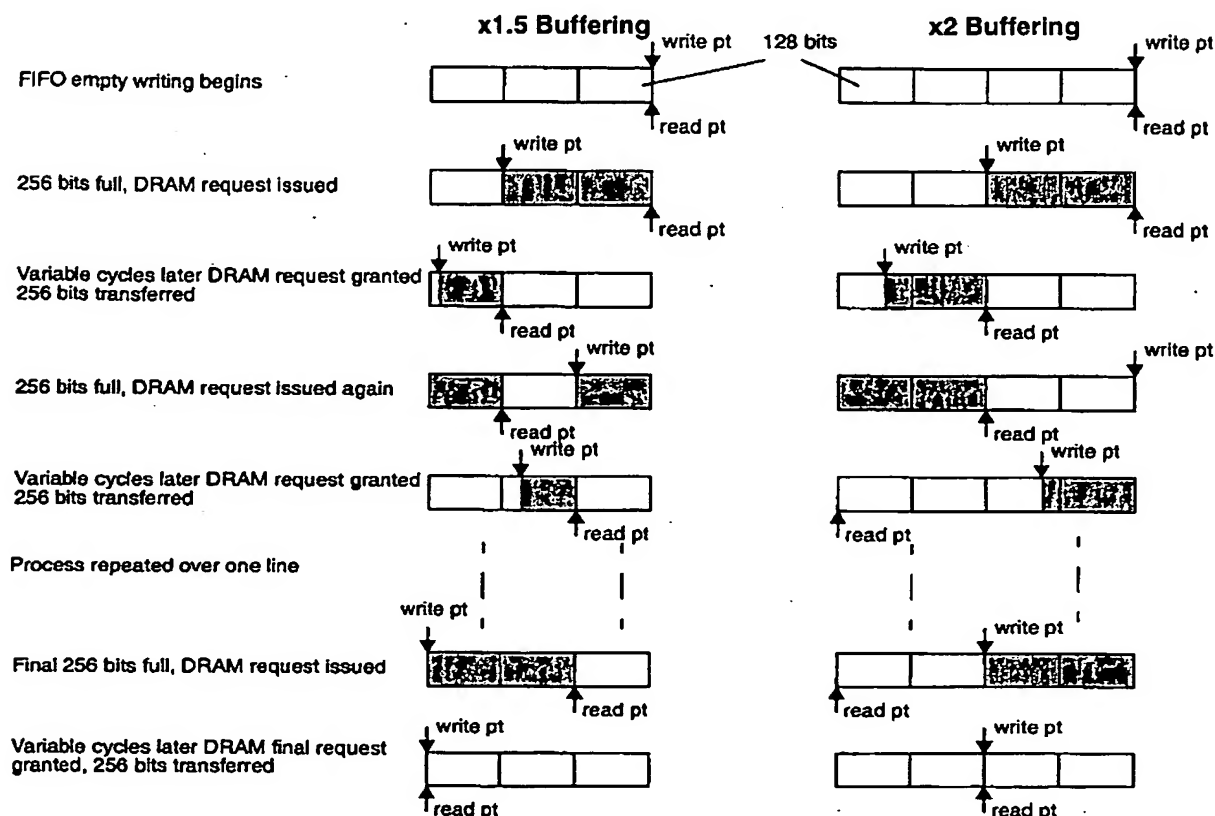 x1.5 Buffering
x2 Buffering
write pt
128 bits
write pt
FIFO empty writing begins
read pt
read pt
write pt
write pt
256 bits full, DRAM request issued
read pt
read pt
write pt
write pt
Variable cycles later DRAM request granted
256 bits transferred
read pt
read pt
write pt
write pt
256 bits full, DRAM request issued again
read pt
read pt
write pt
write pt
Variable cycles later DRAM request granted
256 bits transferred
read pt
read pt
Process repeated over one line
write pt
write pt
Final 256 bits full, DRAM request issued
read pt
read pt
write pt
write pt
Variable cycles later DRAM final request
granted, 256 bits transferred
read pt
read pt